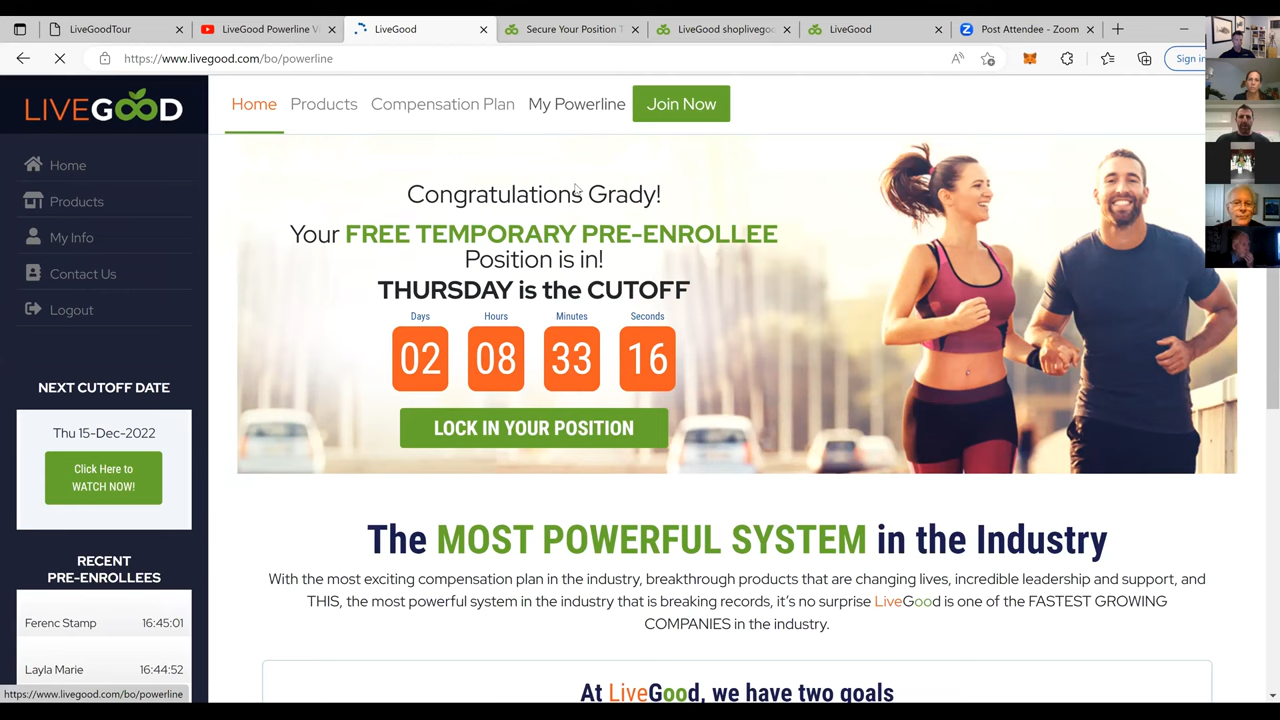 LiveGoodTour
LiveGood Powerline Vi
LiveGood
Secure Your Position T
LiveGood shoplivegoo
LiveGood
Post Attendee - Zoom
https://www.livegood.com/bo/powerline
Sign in
LIVEGOOD
Home
Products
Compensation Plan
My Powerline
Join Now
Home
Products
My Info
Contact Us
Logout
NEXT CUTOFF DATE
Thu 15-Dec-2022
Click Here to
WATCH NOW!
RECENT
PRE-ENROLLEES
Ferenc Stamp 16:45:01
Layla Marie 16:44:52
Congratulations Grady!
Your FREE TEMPORARY PRE-ENROLLEE
Position is in!
THURSDAY is the CUTOFF
Days Hours Minutes Seconds
02 08 33 16
LOCK IN YOUR POSITION
The MOST POWERFUL SYSTEM in the Industry
With the most exciting compensation plan in the industry, breakthrough products that are changing lives, incredible leadership and support, and
THIS, the most powerful system in the industry that is breaking records, it's no surprise LiveGood is one of the FASTEST GROWING
COMPANIES in the industry.
At LiveGood, we have two goals
https://www.livegood.com/bo/powerline